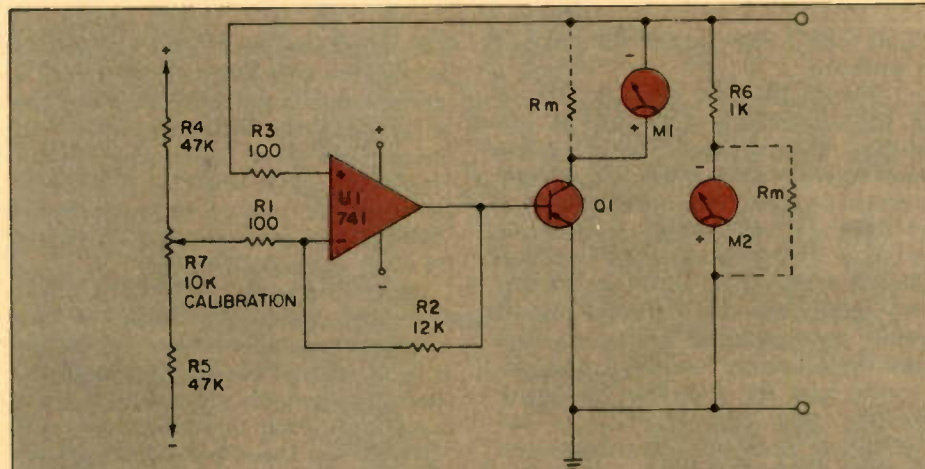 +
R4
47K
R3
100
R1
100
R7
10K
CALIBRATION
R5
47K
-
+
-
U1
741
+
-
R2
12K
Rm
Q1
-
M1
+
R6
1K
-
M2
+
Rm